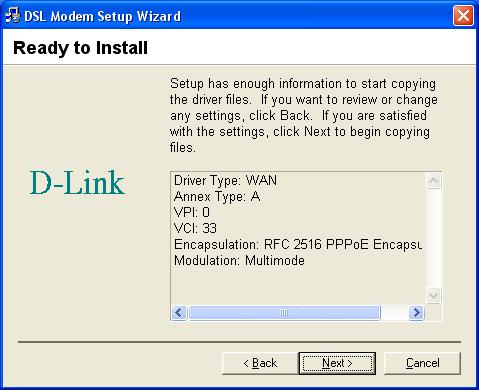 DSL Modem Setup Wizard
Ready to Install
Setup has enough information to start copying
the driver files. If you want to review or change
any settings, click Back. If you are satisfied
with the settings, click Next to begin copying
files.
D-Link
Driver Type: WAN
Annex Type: A
VPI: 0
VCI: 33
Encapsulation: RFC 2516 PPPoE Encapsu
Modulation: Multimode
< Back
Next >
Cancel